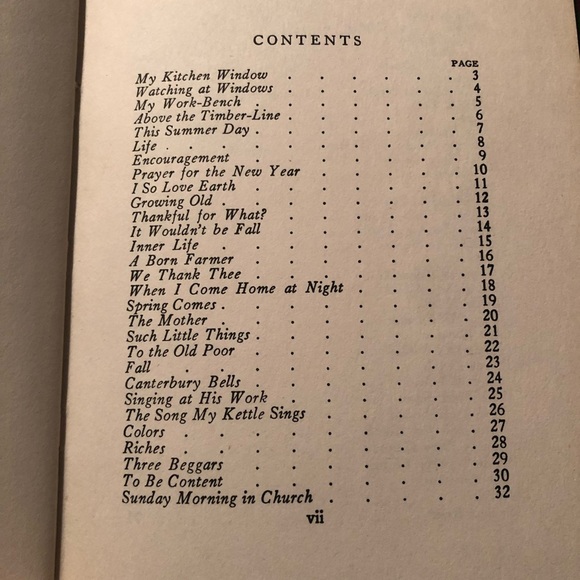 CONTENTS
PAGE
My Kitchen Window . . . . . . 3
Watching at Windows . . . . . . 4
My Work-Bench . . . . . . . 5
Above the Timber-Line . . . . . . 6
This Summer Day . . . . . . . 7
Life . . . . . . . . 8
Encouragement . . . . . . . 9
Prayer for the New Year . . . . . . 10
I So Love Earth . . . . . . . 11
Growing Old . . . . . . . . 12
Thankful for What? . . . . . . 13
It Wouldn't be Fall . . . . . . 14
Inner Life . . . . . . . . 15
A Born Farmer . . . . . . . 16
We Thank Thee . . . . . . . 17
When I Come Home at Night . . . . 18
Spring Comes . . . . . . . . 19
The Mother . . . . . . . . 20
Such Little Things . . . . . . . 21
To the Old Poor . . . . . . . 22
Fall . . . . . . . . . 23
Canterbury Bells . . . . . . . 24
Singing at His Work . . . . . . 25
The Song My Kettle Sings . . . . . 26
Colors . . . . . . . . . 27
Riches . . . . . . . . . 28
Three Beggars . . . . . . . 29
To Be Content . . . . . . . 30
Sunday Morning in Church . . . . . 32
vii